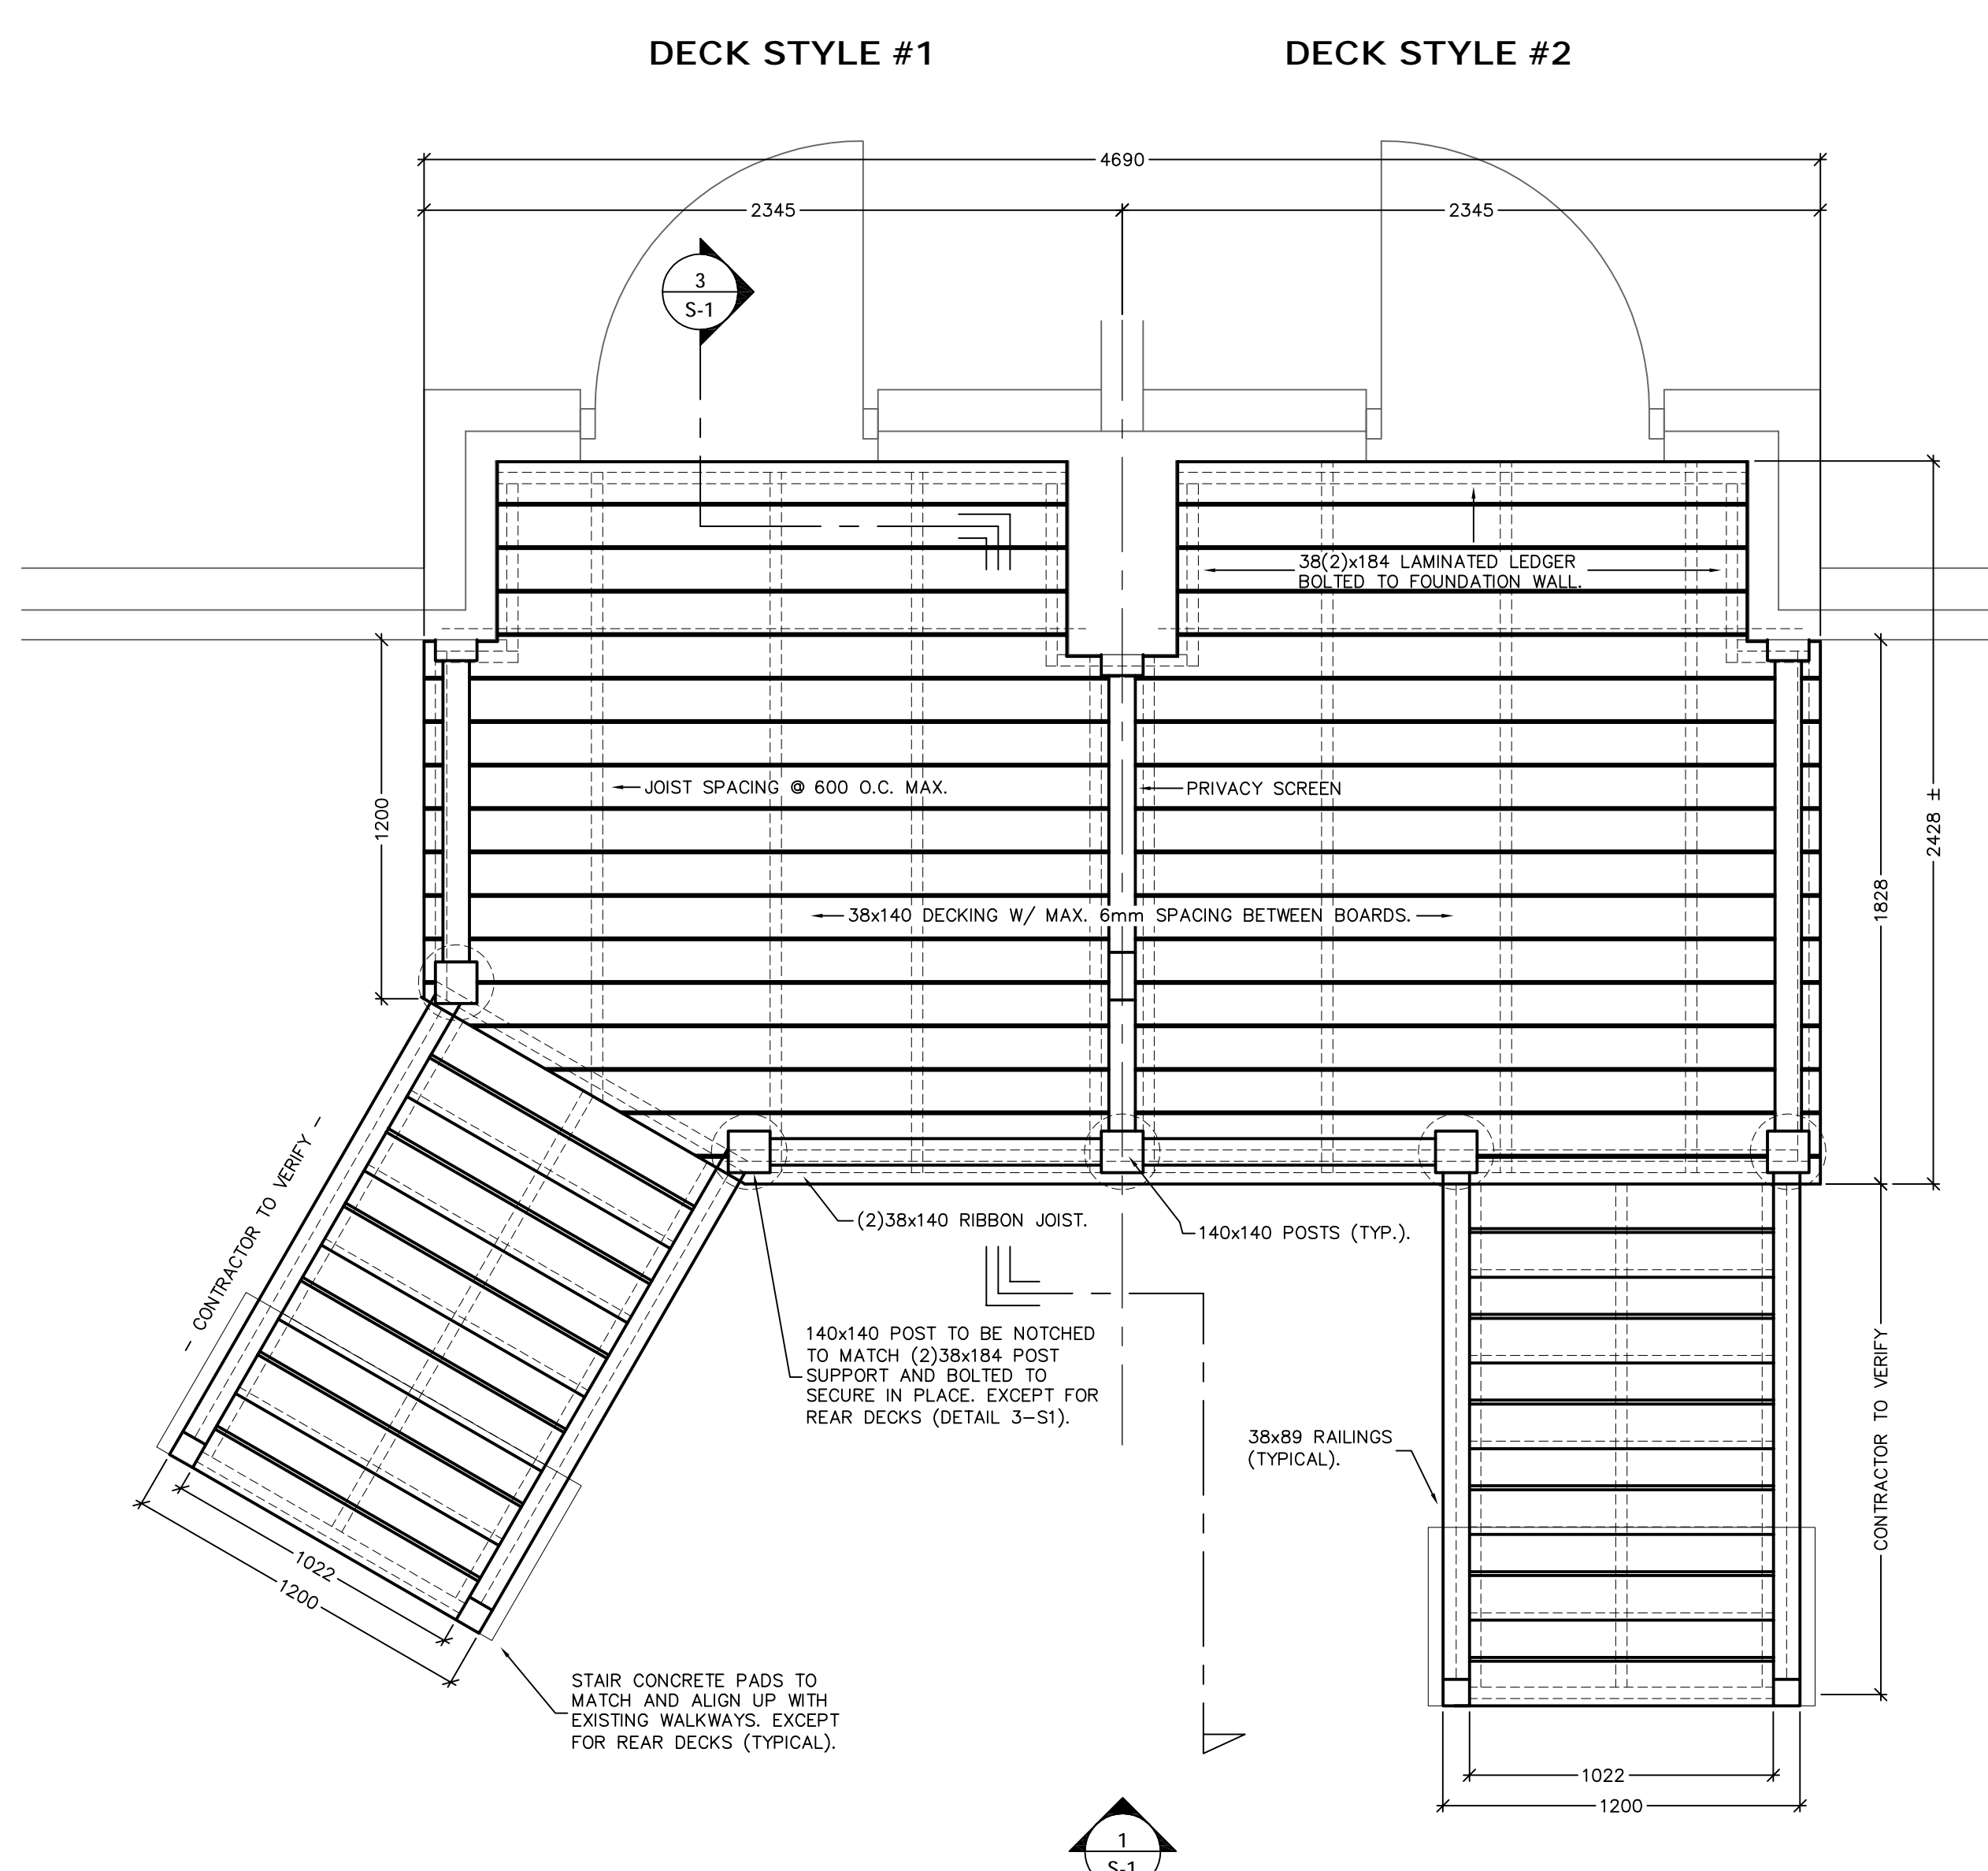 DECK STYLE #1
DECK STYLE #2
4690
2345
2345
3
S-1
38(2)x184 LAMINATED LEDGER
BOLTED TO FOUNDATION WALL.
JOIST SPACING @ 600 O.C. MAX.
PRIVACY SCREEN
1200
2428 ±
1828
38x140 DECKING W/ MAX. 6mm SPACING BETWEEN BOARDS.
- CONTRACTOR TO VERIFY -
(2)38x140 RIBBON JOIST.
140x140 POSTS (TYP.).
140x140 POST TO BE NOTCHED
TO MATCH (2)38x184 POST
SUPPORT AND BOLTED TO
SECURE IN PLACE. EXCEPT FOR
REAR DECKS (DETAIL 3-S1).
38x89 RAILINGS
(TYPICAL).
CONTRACTOR TO VERIFY
1022
1200
STAIR CONCRETE PADS TO
MATCH AND ALIGN UP WITH
EXISTING WALKWAYS. EXCEPT
FOR REAR DECKS (TYPICAL).
1022
1200
1
S-1